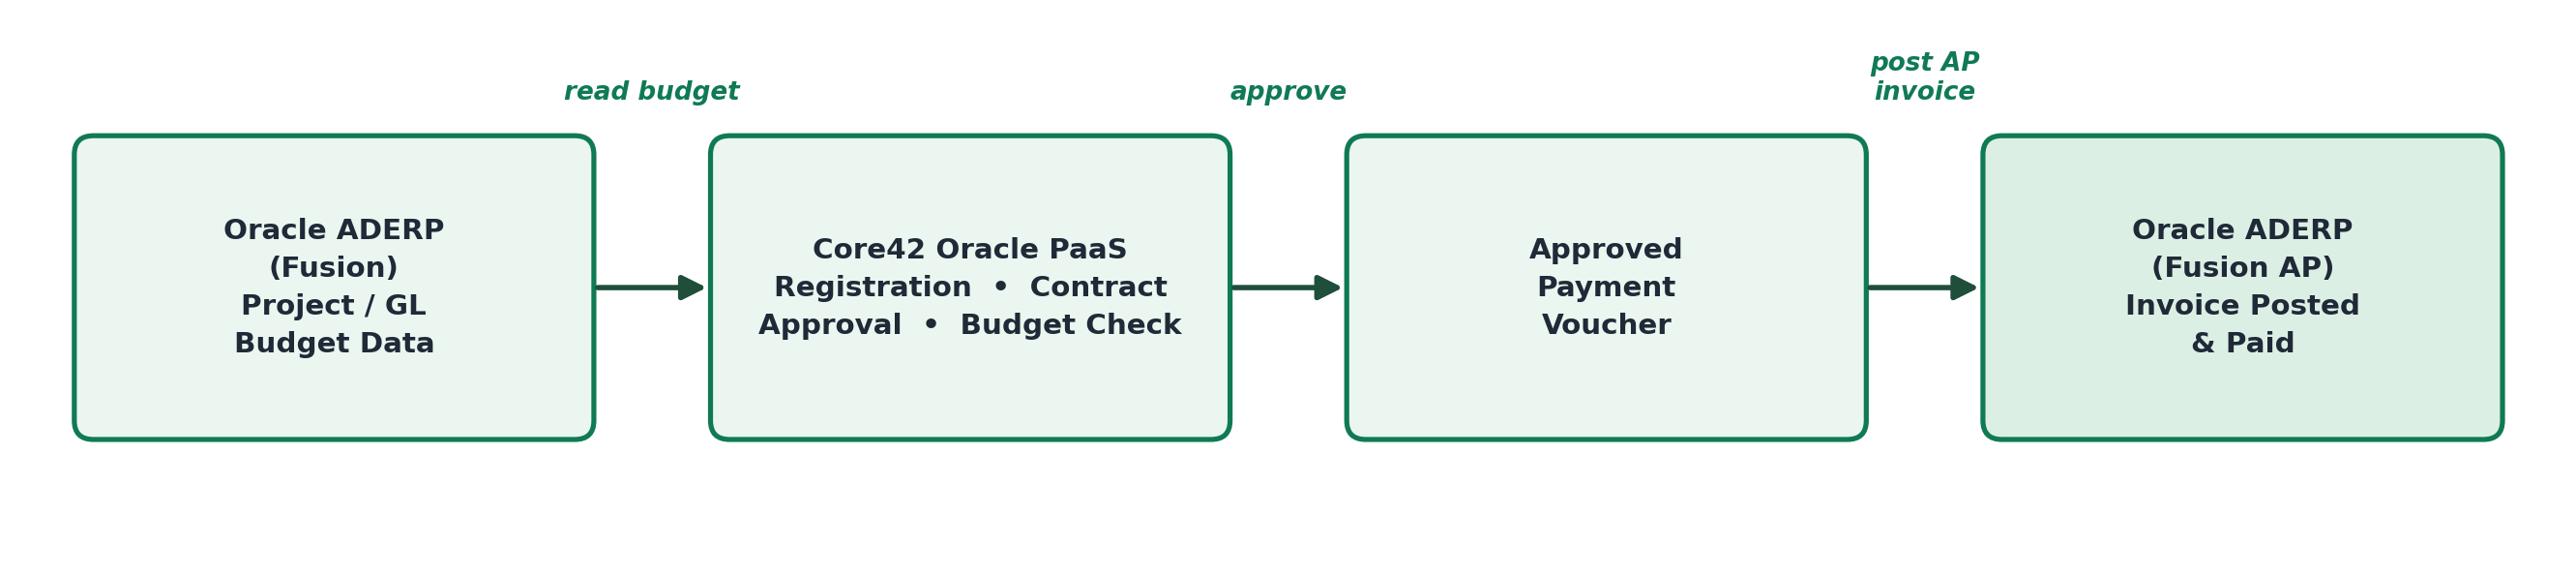 read budget
approve
post AP
invoice
Oracle ADERP
(Fusion)
Project / GL
Budget Data
Core42 Oracle PaaS
Registration • Contract
Approval • Budget Check
Approved
Payment
Voucher
Oracle ADERP
(Fusion AP)
Invoice Posted
& Paid